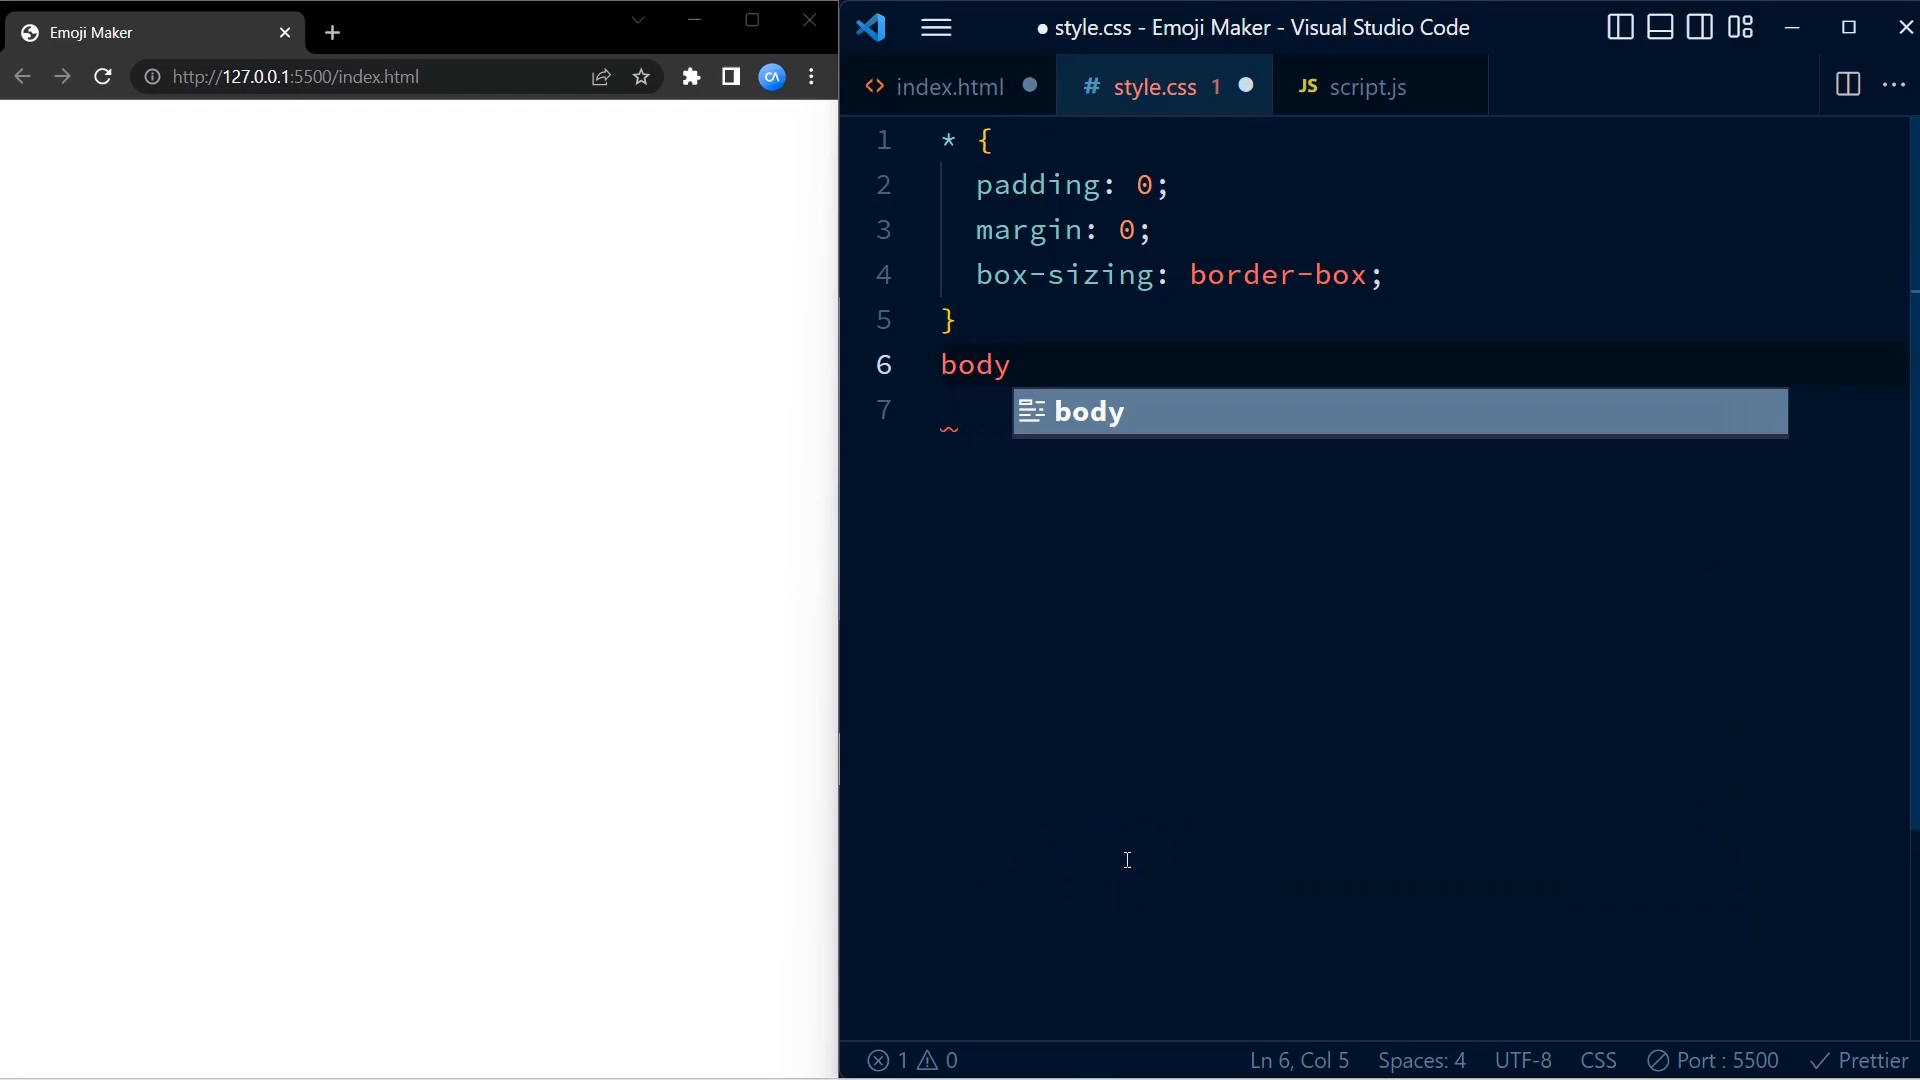 Emoji Maker
http://127.0.0.1:5500/index.html
● style.css - Emoji Maker - Visual Studio Code
index.html
# style.css 1
JS script.js
1 * {
2 padding: 0;
3 margin: 0;
4 box-sizing: border-box;
5 }
6 body
body
7
1 0 Ln 6, Col 5 Spaces: 4 UTF-8 CSS Port : 5500 Prettier